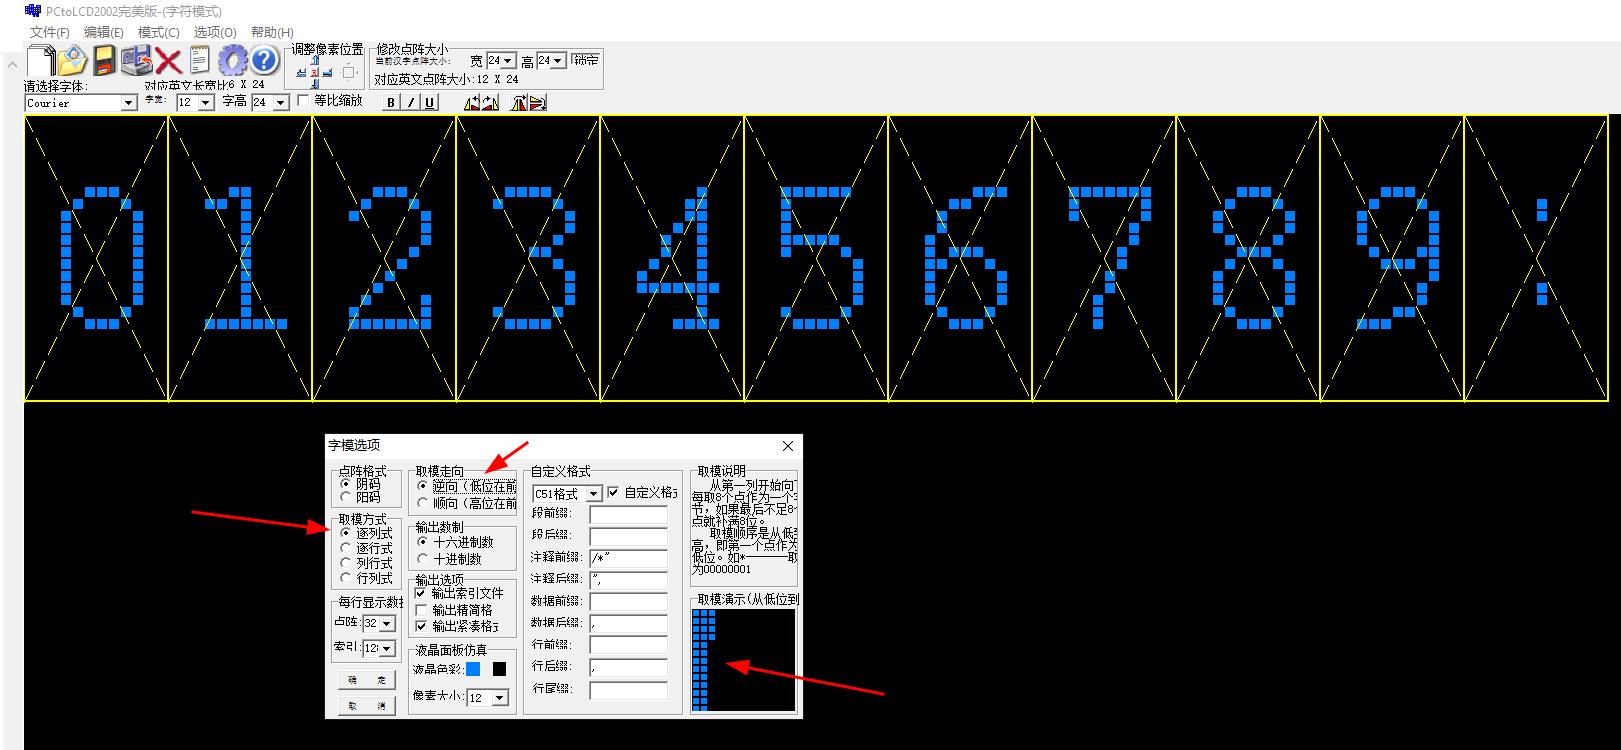 PCtoLCD2002完美版-(字符模式)
文件(F) 编辑(E) 模式(C) 选项(O) 帮助(H)
调整像素位置
修改点阵大小
当前汉字点阵大小: 宽 24 高 24 锁定
对应英文点阵大小:12 X 24
请选择字体: 对应英文长宽比6 X 24
Courier 字宽: 12 字高 24 等比缩放 B I U
0 1 2 3 4 5 6 7 8 9 :
字模选项
点阵格式
阴码
阳码
取模方式
逐列式
逐行式
列行式
行列式
每行显示数据
点阵: 32
索引: 12
确 定
取 消
取模走向
逆向（低位在前
顺向（高位在前
输出数制
十六进制数
十进制数
输出选项
输出索引文件
输出精简格
输出紧凑格式
液晶面板仿真
液晶色彩:
像素大小: 12
自定义格式
C51格式 自定义格式
段前缀:
段后缀:
注释前缀: /*"
注释后缀: ",
数据前缀:
数据后缀: ,
行前缀:
行后缀: ,
行尾缀:
取模说明
从第一列开始向下
每取8个点作为一个字
节，如果最后不足8个
点就补满8位。
取模顺序是从低到
高，即第一个点作为
低位。如*-------取
为00000001
取模演示(从低位到